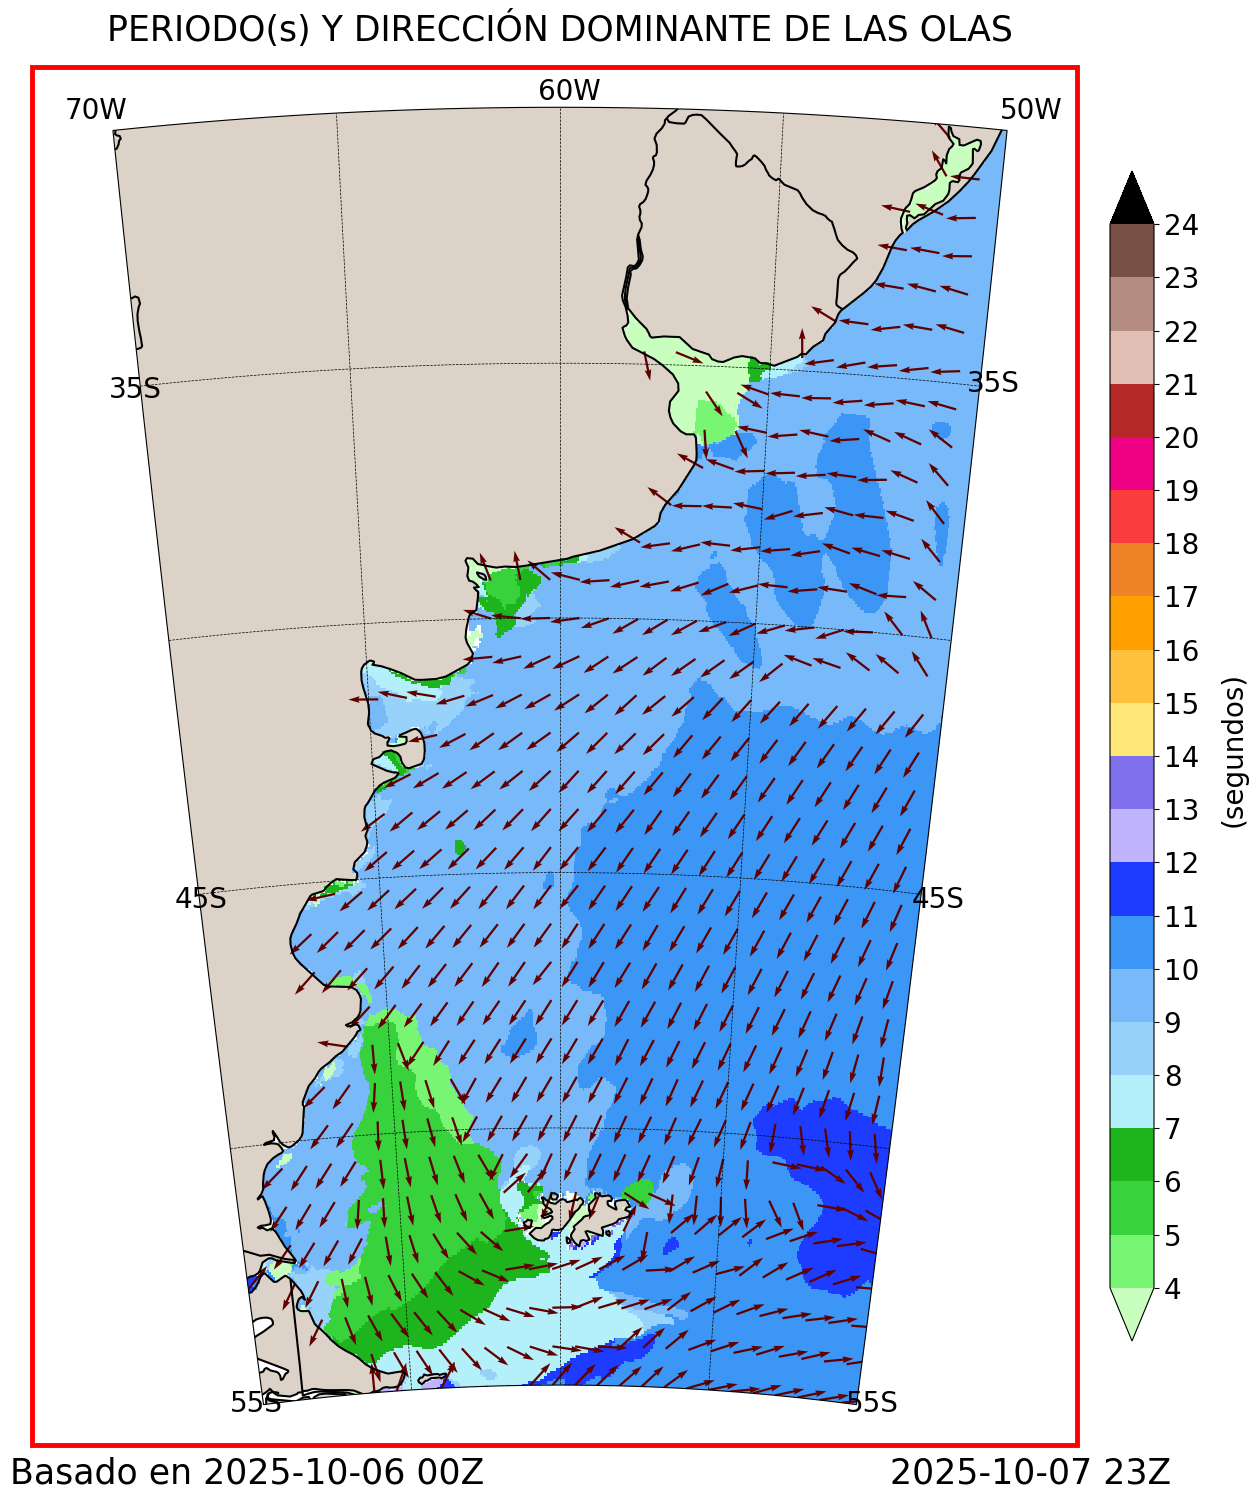 PERIODO(s) Y DIRECCIÓN DOMINANTE DE LAS OLAS
70W
60W
50W
35S
35S
45S
45S
55S
55S
24
23
22
21
20
19
18
17
16
15
14
13
12
11
10
9
8
7
6
5
4
(segundos)
Basado en 2025-10-06 00Z
2025-10-07 23Z